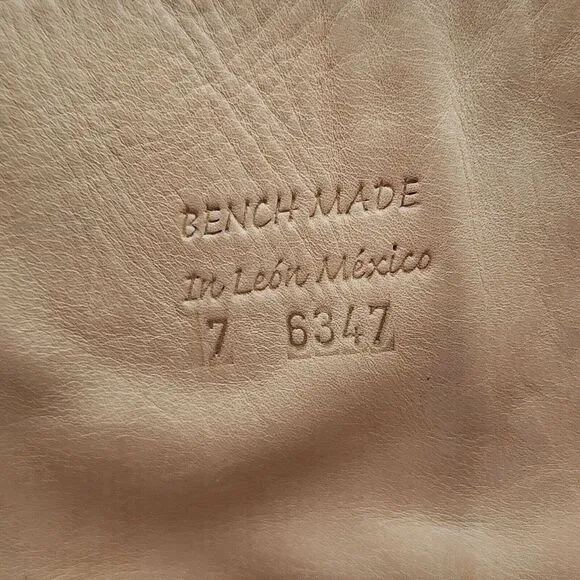 BENCH MADE
In León México
7 6347